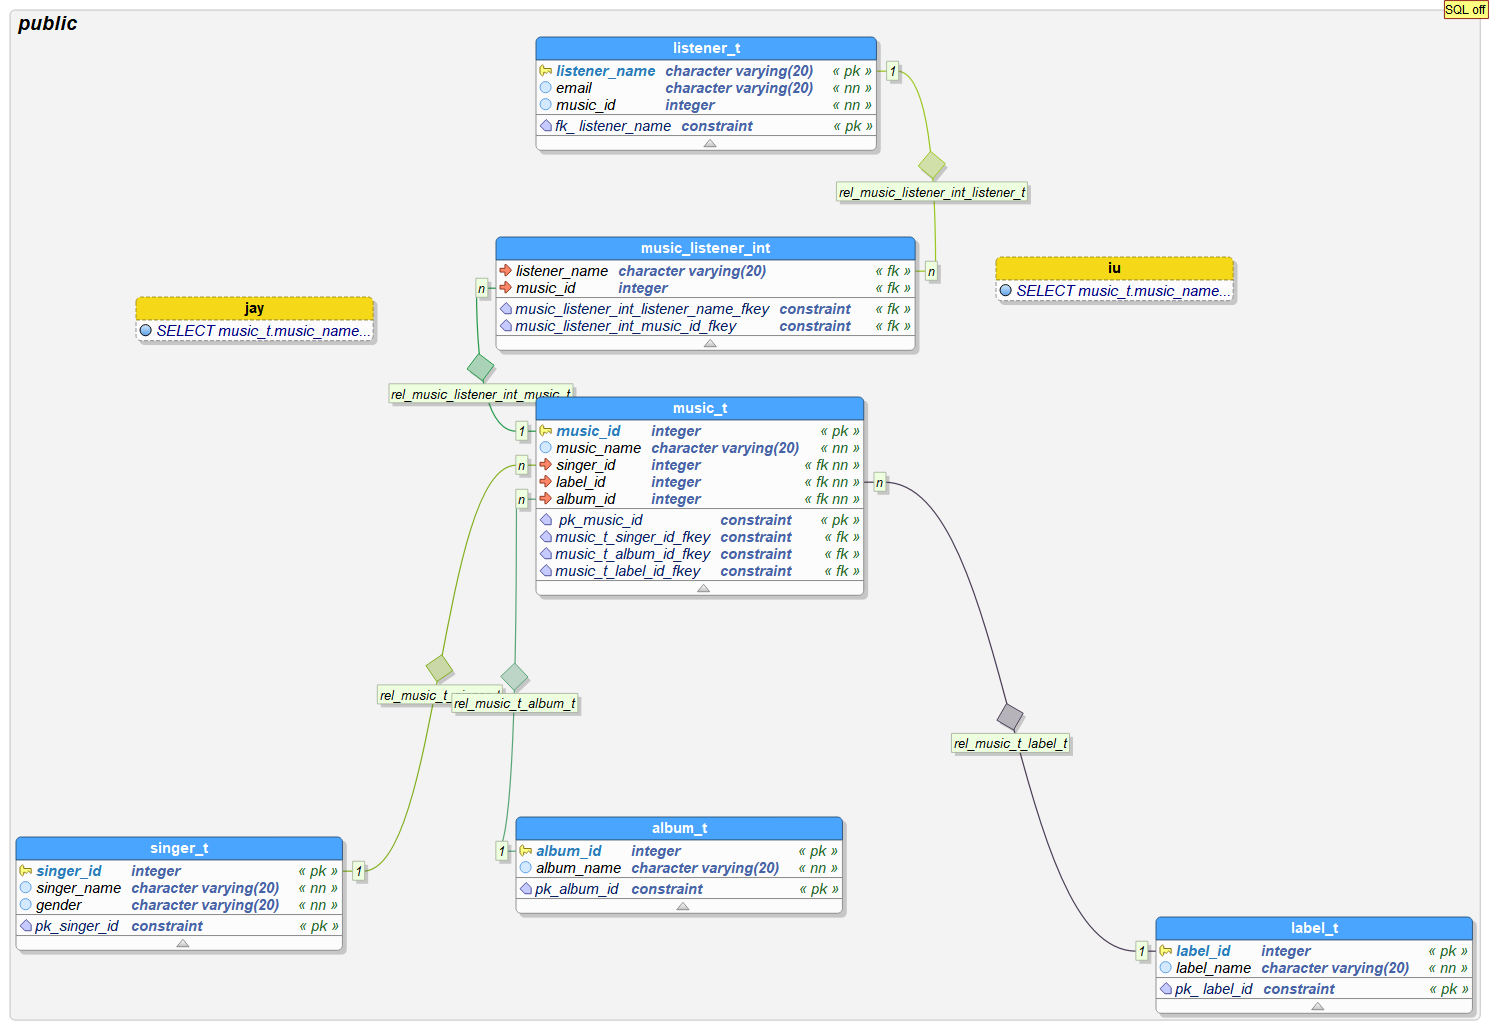 public
SQL off
listener_t
listener_name character varying(20) « pk »
email character varying(20) « nn »
music_id integer « nn »
fk_ listener_name constraint « pk »
1
rel_music_listener_int_listener_t
music_listener_int
listener_name character varying(20) « fk »
n
music_id integer « fk »
n
music_listener_int_listener_name_fkey constraint « fk »
music_listener_int_music_id_fkey constraint « fk »
iu
SELECT music_t.music_name...
jay
SELECT music_t.music_name...
rel_music_listener_int_music_t
music_t
1
music_id integer « pk »
music_name character varying(20) « nn »
n
singer_id integer « fk nn »
label_id integer « fk nn »
n
n
album_id integer « fk nn »
pk_music_id constraint « pk »
music_t_singer_id_fkey constraint « fk »
music_t_album_id_fkey constraint « fk »
music_t_label_id_fkey constraint « fk »
rel_music_t
rel_music_t_album_t
rel_music_t_label_t
singer_t
singer_id integer « pk »
1
singer_name character varying(20) « nn »
gender character varying(20) « nn »
pk_singer_id constraint « pk »
album_t
1
album_id integer « pk »
album_name character varying(20) « nn »
pk_album_id constraint « pk »
label_t
1
label_id integer « pk »
label_name character varying(20) « nn »
pk_ label_id constraint « pk »